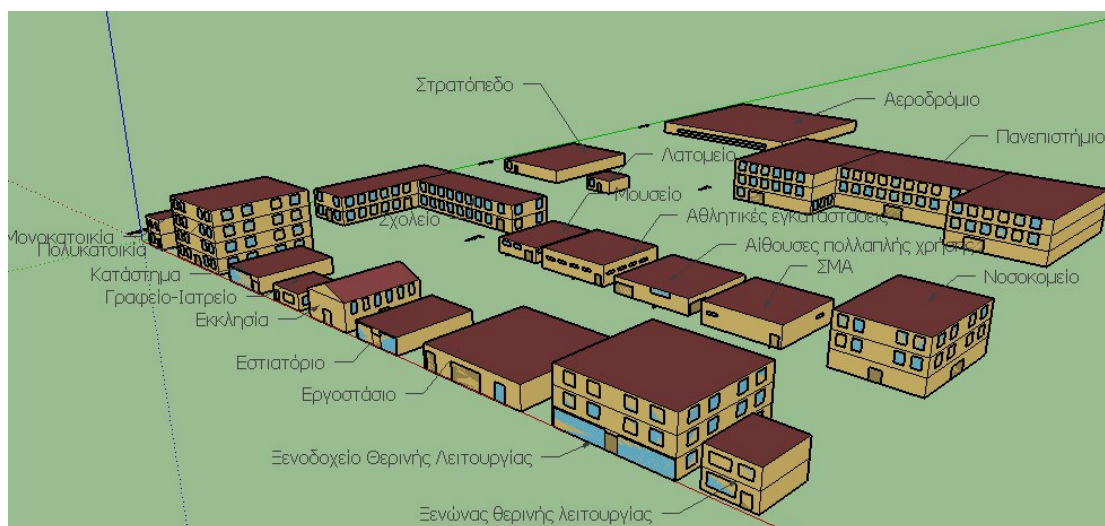 Στρατόπεδο
Αεροδρόμιο
Πανεπιστήμιο
Λατομείο
Μουσείο
Σχολείο
Αθλητικές εγκαταστάσεις
Μονοκατοικία
Πολυκατοικία
Αίθουσες πολλαπλής χρήσης
Κατάστημα
ΣΜΑ
Νοσοκομείο
Γραφείο-Ιατρείο
Εκκλησία
Εστιατόριο
Εργοστάσιο
Ξενοδοχείο Θερινής Λειτουργίας
Ξενώνας θερινής λειτουργίας